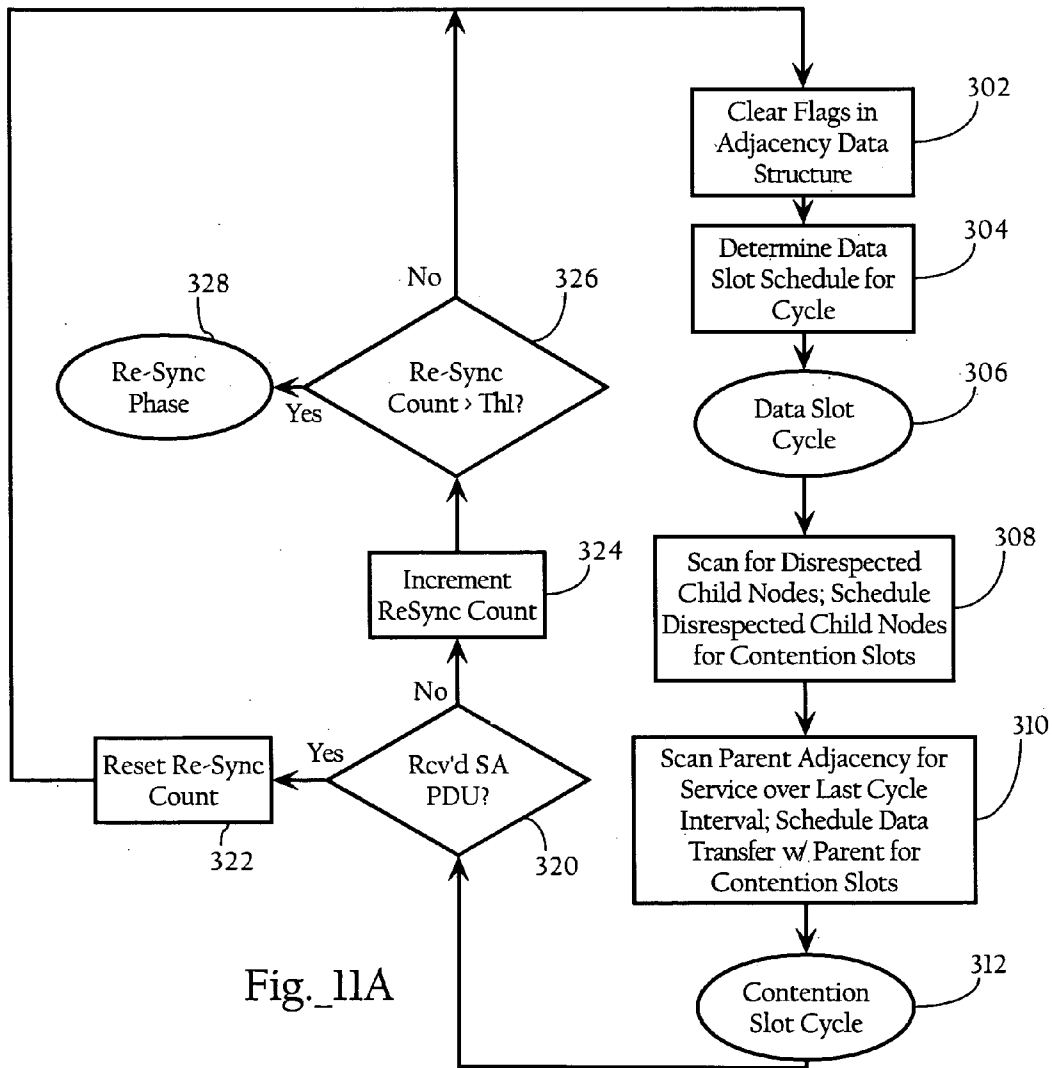 302
Clear Flags in
Adjacency Data
Structure
304
Determine Data
Slot Schedule for
Cycle
306
Data Slot
Cycle
308
Scan for Disrespected
Child Nodes; Schedule
Disrespected Child Nodes
for Contention Slots
310
Scan Parent Adjacency for
Service over Last Cycle
Interval; Schedule Data
Transfer w/ Parent for
Contention Slots
312
Contention
Slot Cycle
320
Rcv'd SA
PDU?
Yes
No
322
Reset Re-Sync
Count
324
Increment
ReSync Count
326
Re-Sync
Count > Th1?
No
Yes
328
Re-Sync
Phase
Fig._11A